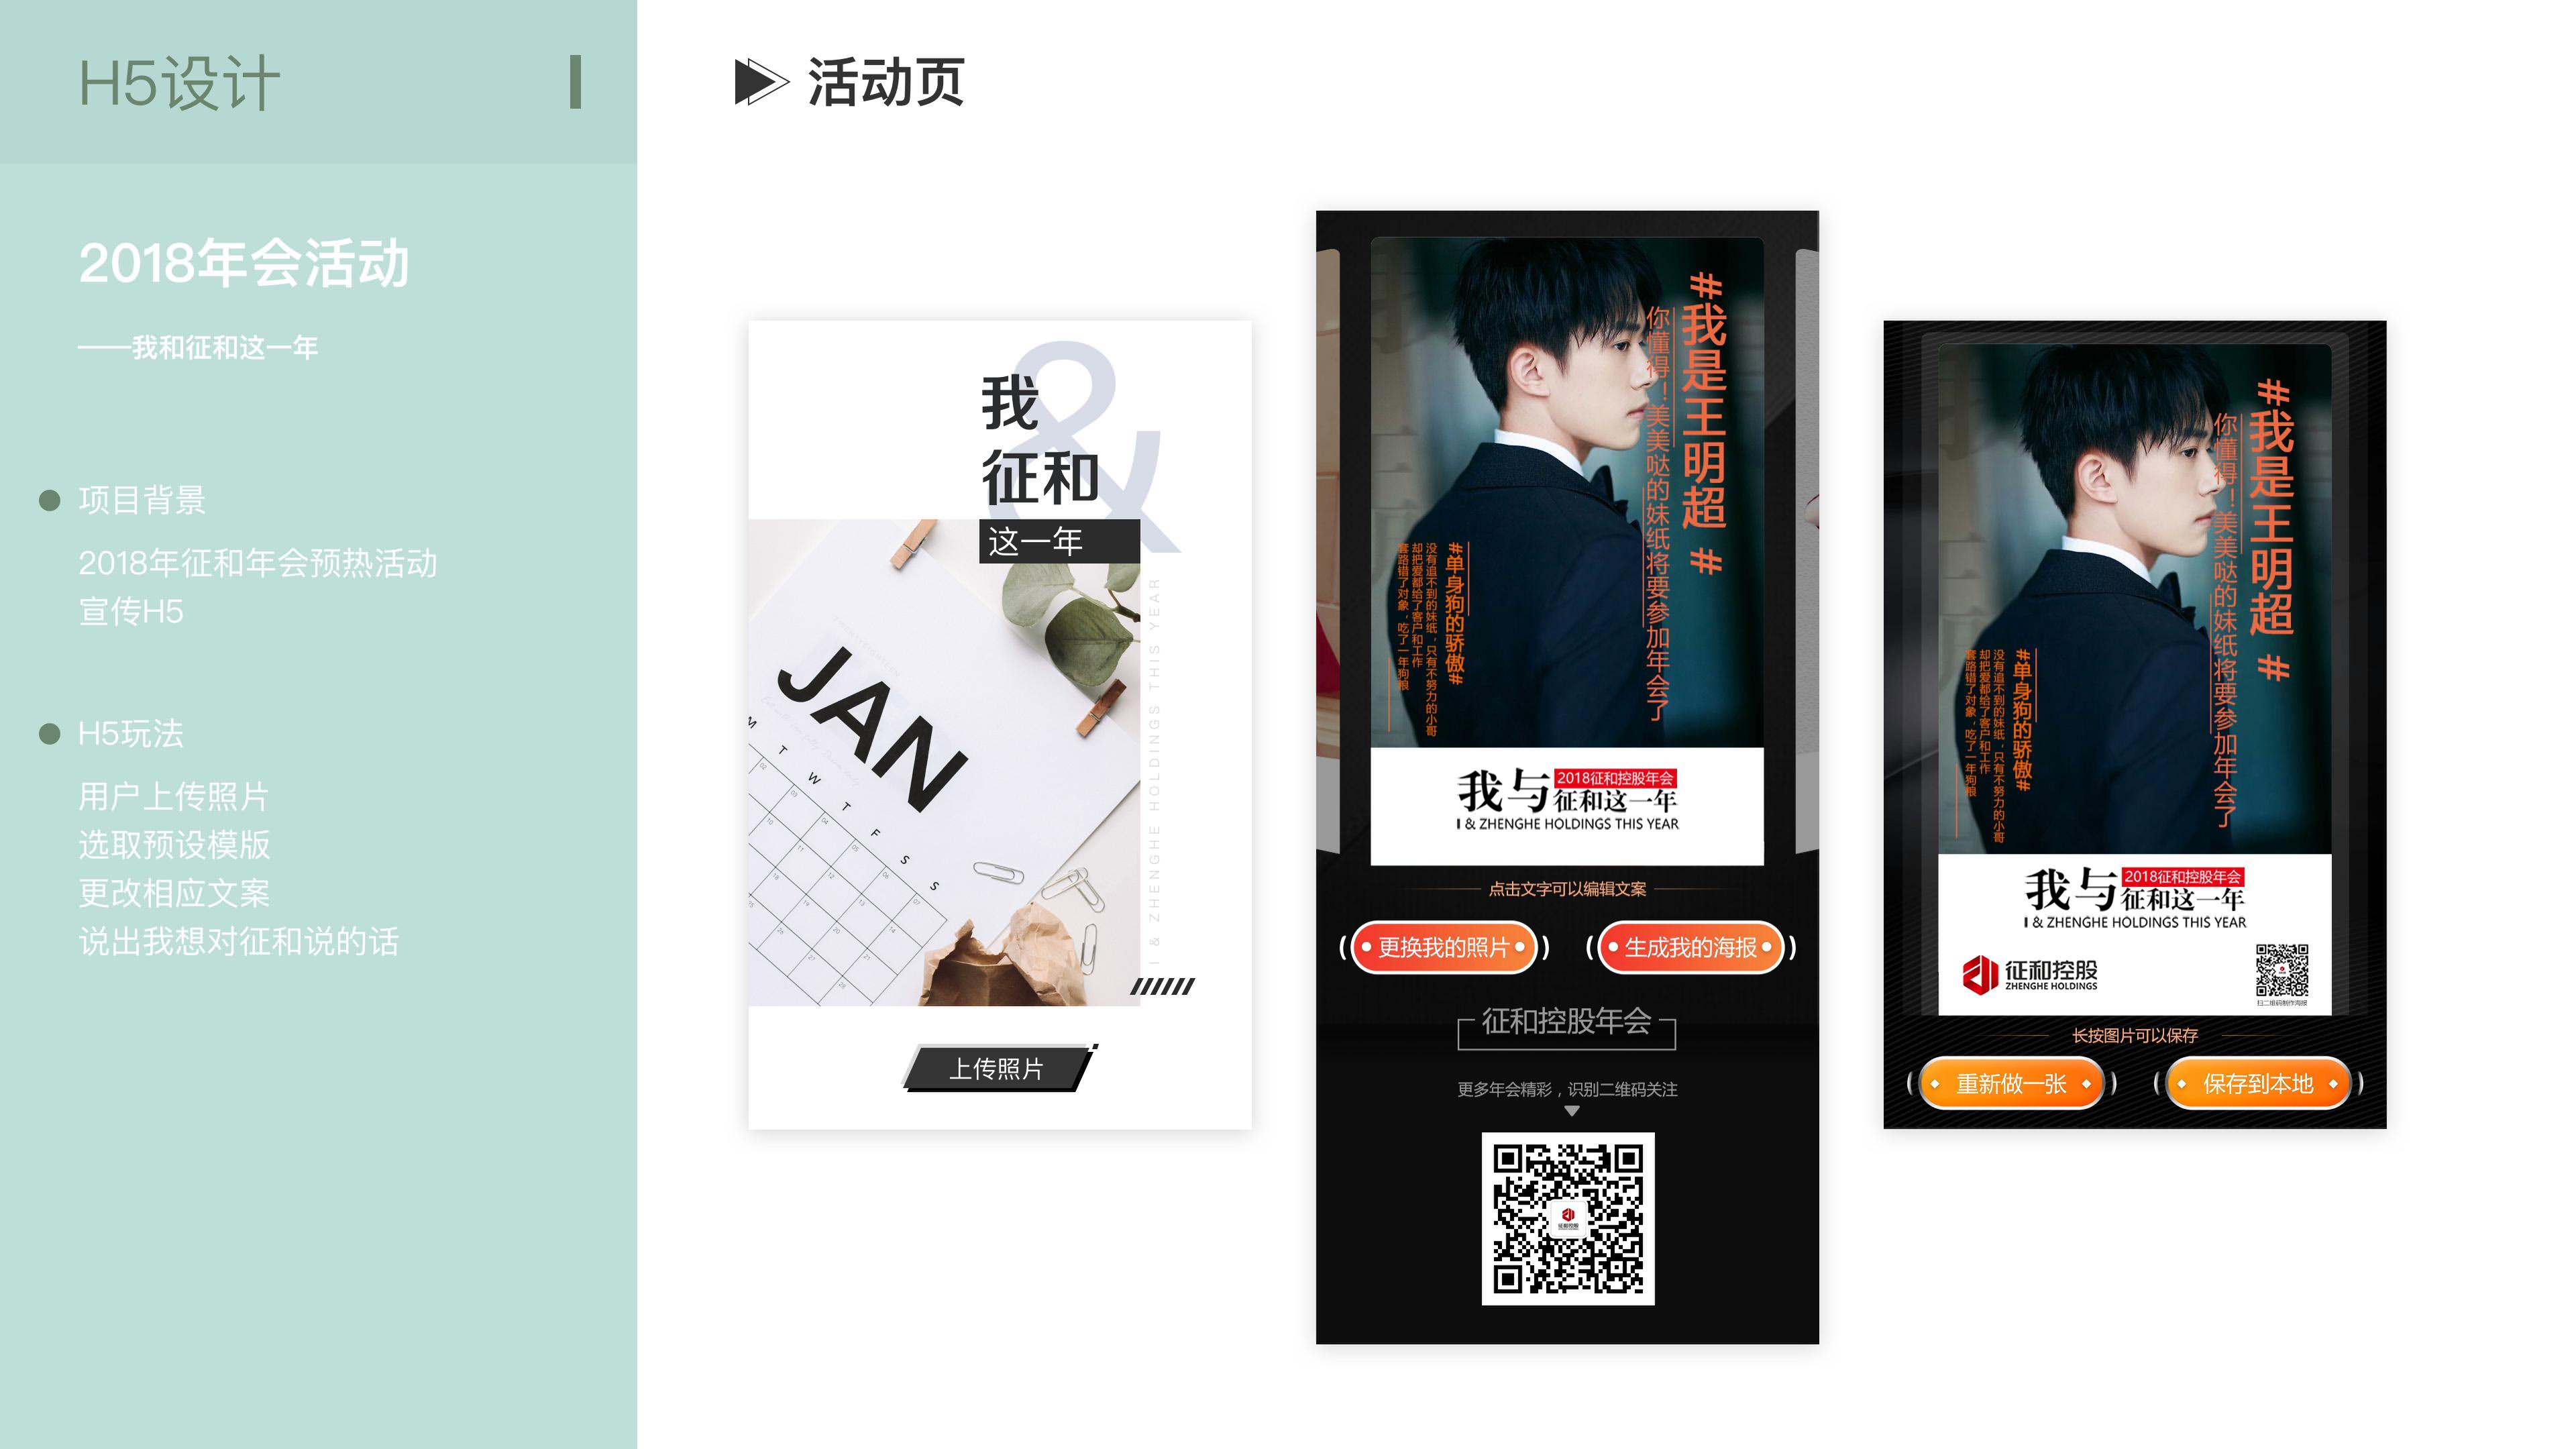 H5设计
2018年会活动
——我和征和这一年
项目背景
2018年征和年会预热活动
宣传H5
H5玩法
用户上传照片
选取预设模版
更改相应文案
说出我想对征和说的话
活动页
&
我
征和
这一年
I & ZHENGHE HOLDINGS THIS YEAR
JAN
M T W T F S S
上传照片
#我是王明超 #
你懂得！美美哒的妹纸将要参加年会了
#单身狗的骄傲#
没有追不到的妹纸，只有不努力的小哥
却把爱都给了客户和工作
套路错了对象，吃了一年狗粮
我与
2018征和控股年会
征和这一年
I & ZHENGHE HOLDINGS THIS YEAR
点击文字可以编辑文案
更换我的照片
生成我的海报
征和控股年会
更多年会精彩，识别二维码关注
征和控股
#我是王明超 #
你懂得！美美哒的妹纸将要参加年会了
#单身狗的骄傲#
没有追不到的妹纸，只有不努力的小哥
却把爱都给了客户和工作
套路错了对象，吃了一年狗粮
我与
2018征和控股年会
征和这一年
I & ZHENGHE HOLDINGS THIS YEAR
征和控股
ZHENGHE HOLDINGS
扫二维码制作海报
长按图片可以保存
重新做一张
保存到本地